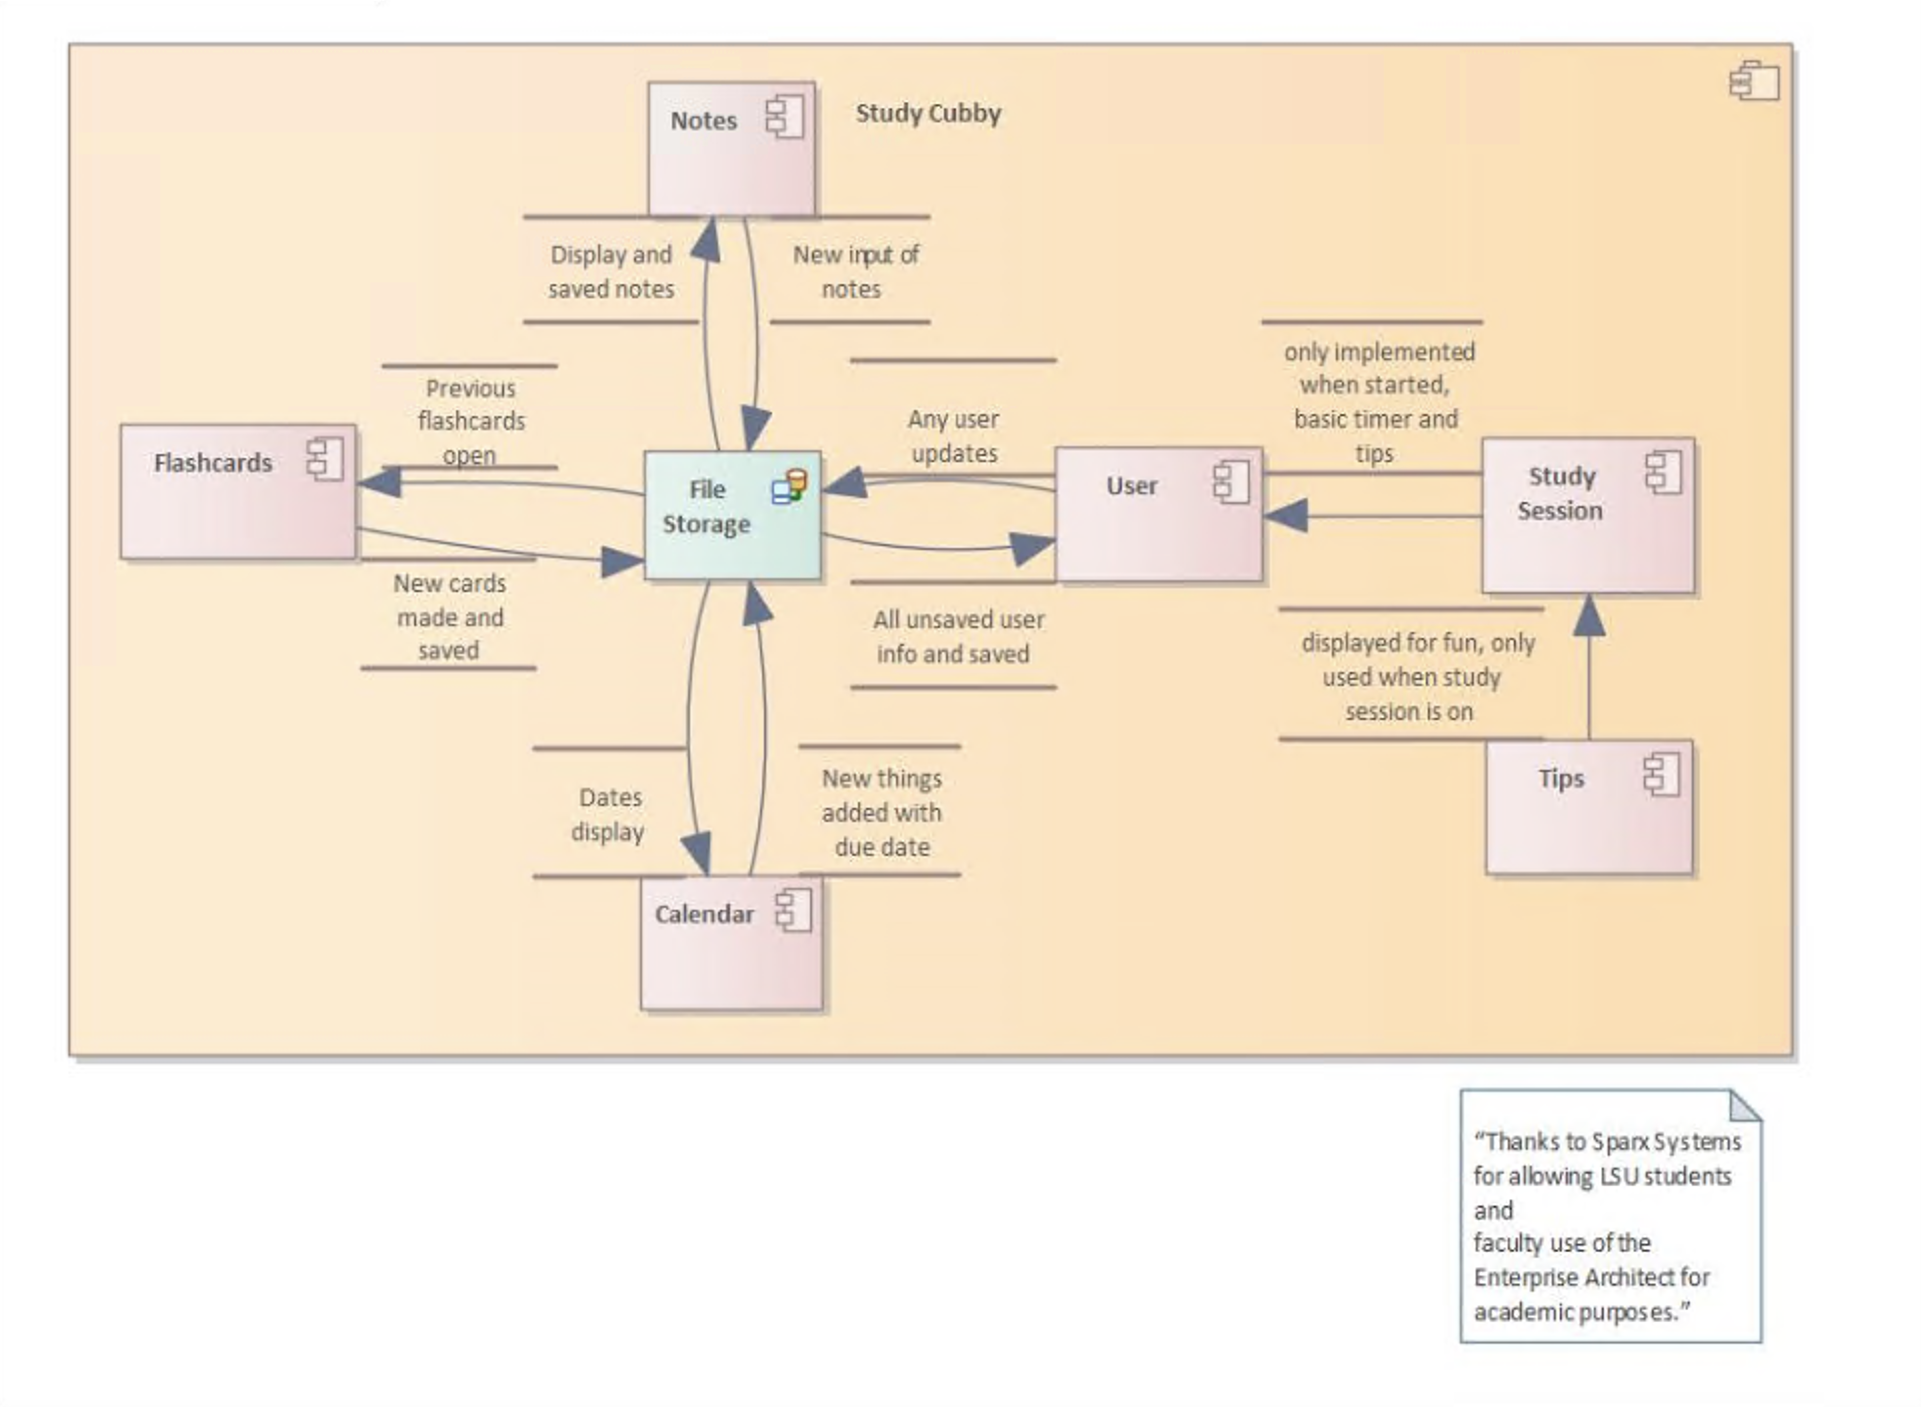 Notes
Study Cubby
Display and
saved notes
New input of
notes
Previous
flashcards
open
Any user
updates
only implemented
when started,
basic timer and
tips
Flashcards
File
Storage
User
Study
Session
New cards
made and
saved
All unsaved user
info and saved
displayed for fun, only
used when study
session is on
Dates
display
New things
added with
due date
Tips
Calendar
“Thanks to Sparx Systems
for allowing LSU students
and
faculty use of the
Enterprise Architect for
academic purposes.”